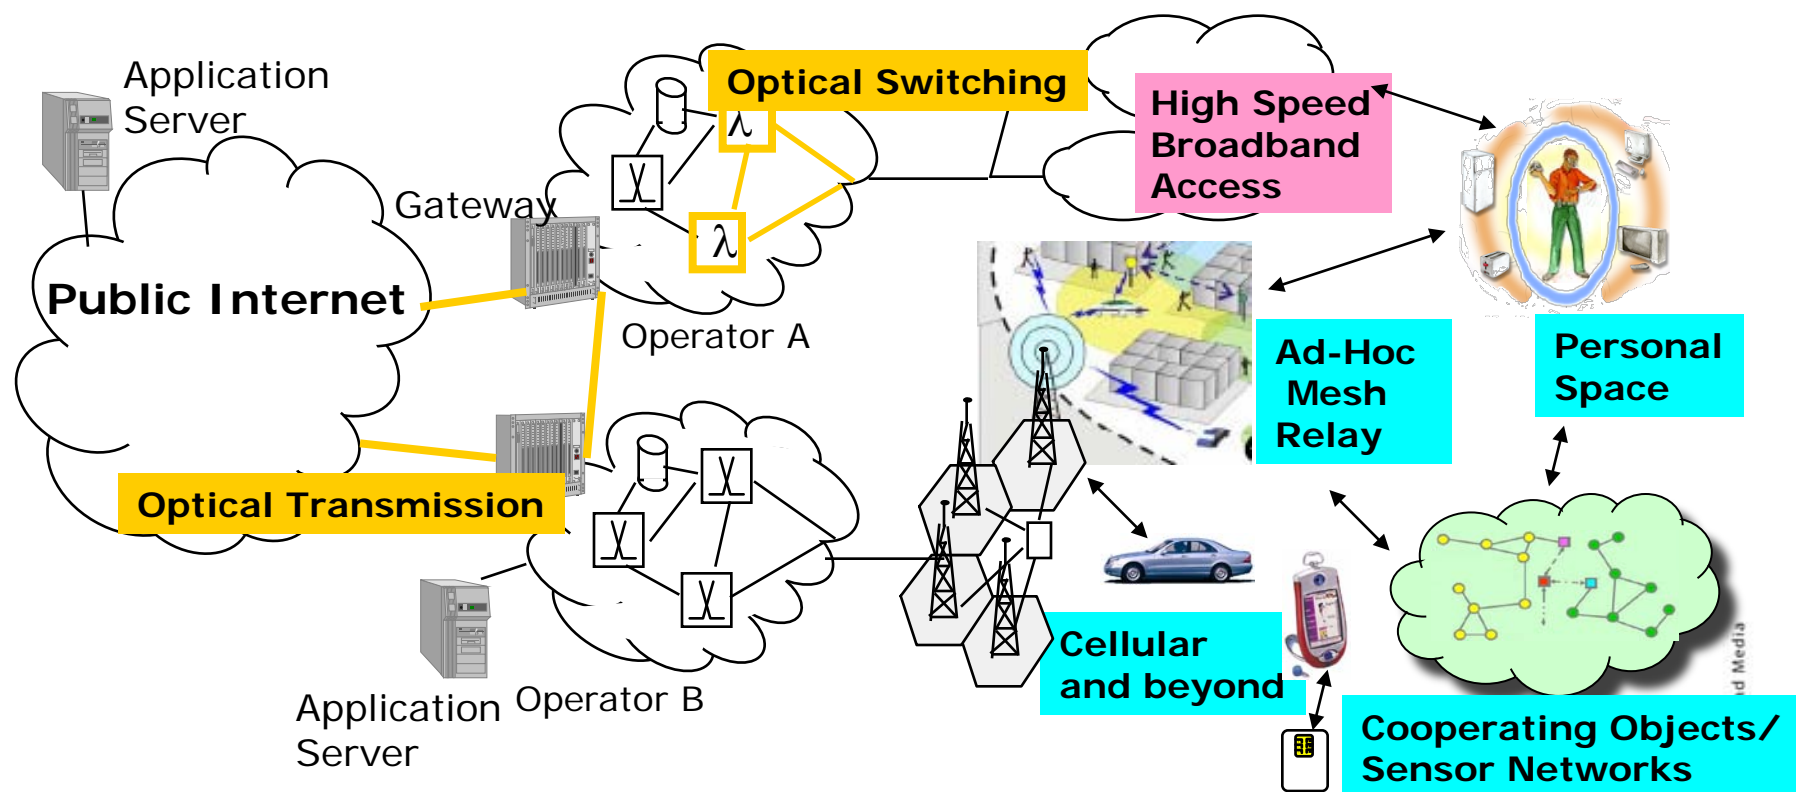 Application
Server
Optical Switching
High Speed
Broadband
Access
λ
λ
Gateway
Public Internet
Operator A
Ad-Hoc
Mesh
Relay
Personal
Space
Optical Transmission
Application
Server
Operator B
Cellular
and beyond
Cooperating Objects/
Sensor Networks
d Media